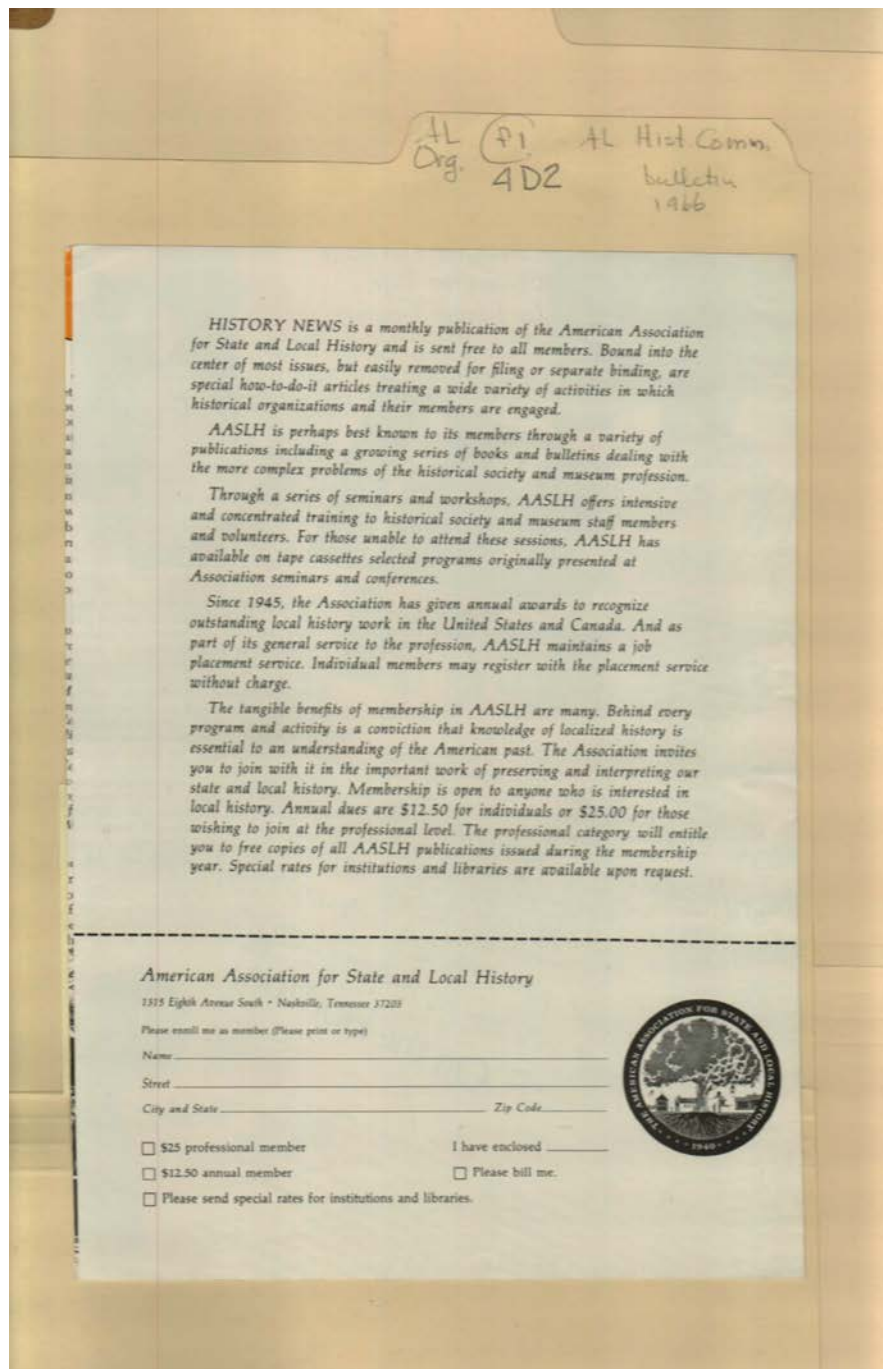 AL (f1. AL Hist. Comm.
Org. 4D2 bulletin
1966
HISTORY NEWS is a monthly publication of the American Association
for State and Local History and is sent free to all members. Bound into the
center of most issues, but easily removed for filing or separate binding, are
special how-to-do-it articles treating a wide variety of activities in which
historical organizations and their members are engaged.
AASLH is perhaps best known to its members through a variety of
publications including a growing series of books and bulletins dealing with
the more complex problems of the historical society and museum profession.
Through a series of seminars and workshops, AASLH offers intensive
and concentrated training to historical society and museum staff members
and volunteers. For those unable to attend these sessions, AASLH has
available on tape cassettes selected programs originally presented at
Association seminars and conferences.
Since 1945, the Association has given annual awards to recognize
outstanding local history work in the United States and Canada. And as
part of its general service to the profession, AASLH maintains a job
placement service. Individual members may register with the placement service
without charge.
The tangible benefits of membership in AASLH are many. Behind every
program and activity is a conviction that knowledge of localized history is
essential to an understanding of the American past. The Association invites
you to join with it in the important work of preserving and interpreting our
state and local history. Membership is open to anyone who is interested in
local history. Annual dues are $12.50 for individuals or $25.00 for those
wishing to join at the professional level. The professional category will entitle
you to free copies of all AASLH publications issued during the membership
year. Special rates for institutions and libraries are available upon request.
American Association for State and Local History
1315 Eighth Avenue South • Nashville, Tennessee 37203
Please enroll me as member (Please print or type)
Name
Street
City and State Zip Code
$25 professional member I have enclosed
$12.50 annual member Please bill me.
Please send special rates for institutions and libraries.
THE AMERICAN ASSOCIATION FOR STATE AND LOCAL HISTORY
1940